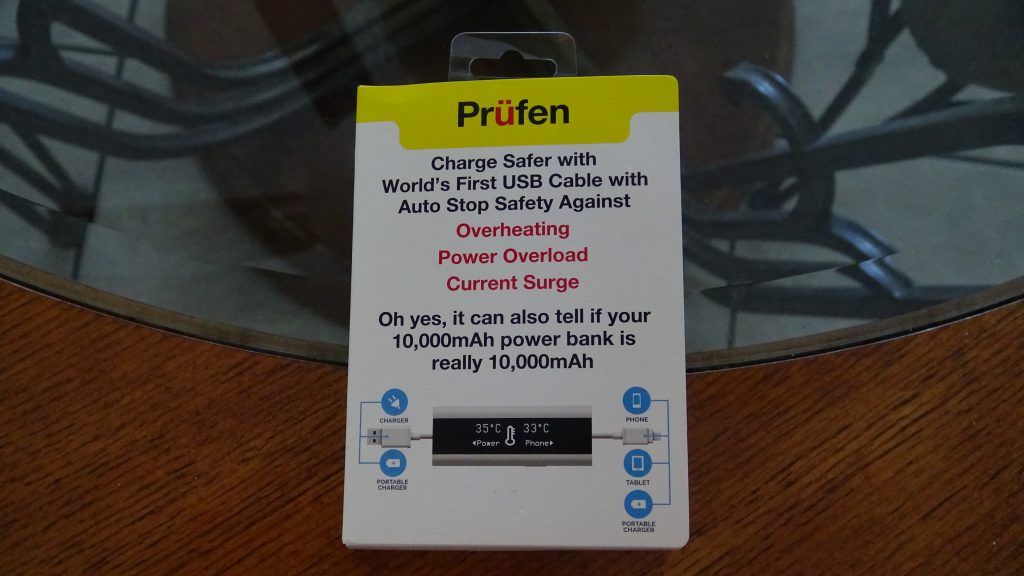 Prüfen
Charge Safer with
World's First USB Cable with
Auto Stop Safety Against
Overheating
Power Overload
Current Surge
Oh yes, it can also tell if your
10,000mAh power bank is
really 10,000mAh
CHARGER
PHONE
35°C 33°C
Power Phone
PORTABLE
CHARGER
TABLET
PORTABLE
CHARGER